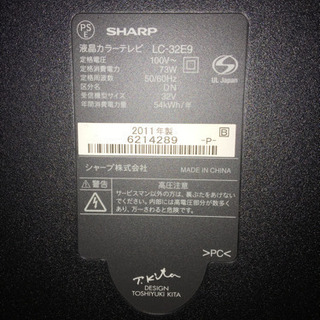 PS E
SHARP
液晶カラーテレビ LC-32E9
定格電圧 : 100V~
定格消費電力 : 73W
定格周波数 : 50/60Hz
区分名 : DN
受信機型サイズ : 32V
年間消費電力量 : 54kWh/年
UL Japan
2011年製
6214289 -P- B
シャープ株式会社 MADE IN CHINA
警告 高圧注意
サービスマン以外の方は、裏ぶたをあけないでください。内部には高電圧部分が数多くあり、万一さわると危険です。
>PC<
T. Kita
DESIGN
TOSHIYUKI KITA